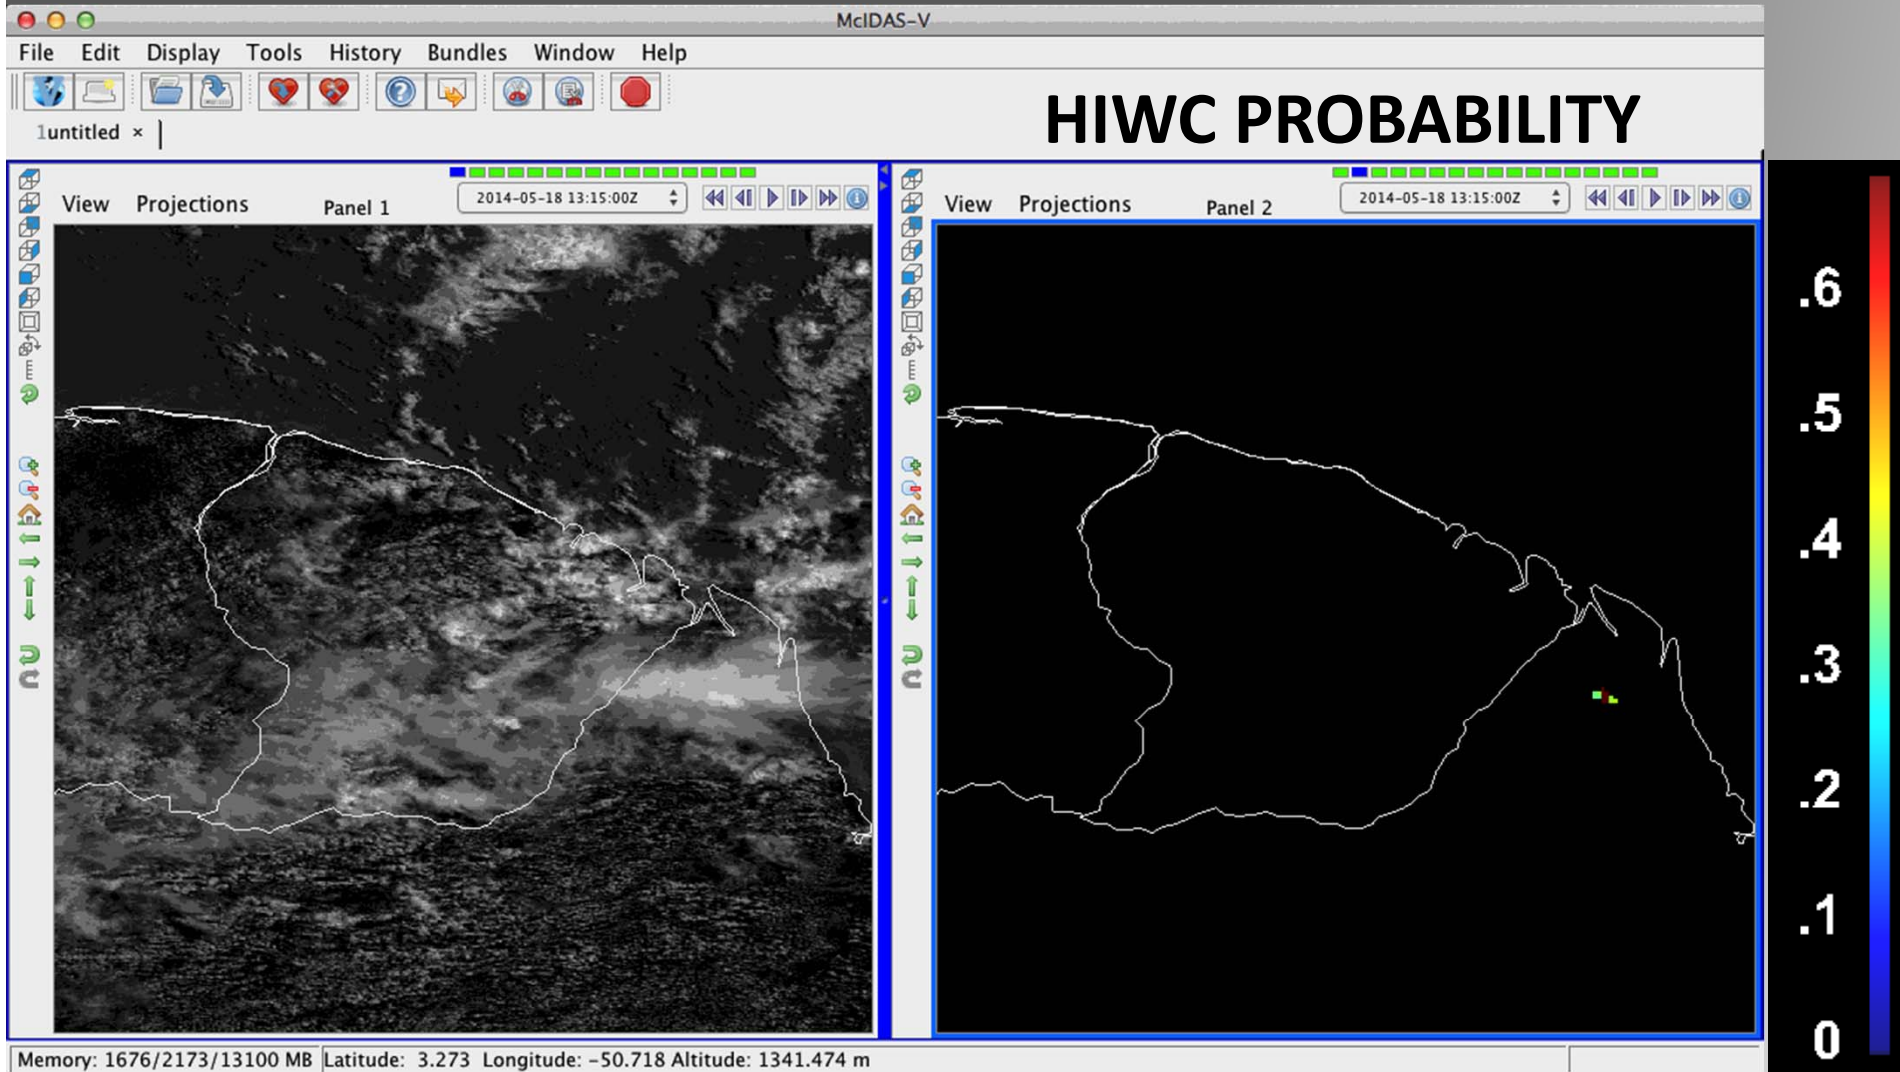 McIDAS-V
File Edit Display Tools History Bundles Window Help
HIWC PROBABILITY
1untitled ×
View Projections Panel 1 2014-05-18 13:15:00Z
View Projections Panel 2 2014-05-18 13:15:00Z
.6
.5
.4
.3
.2
.1
0
Memory: 1676/2173/13100 MB Latitude: 3.273 Longitude: -50.718 Altitude: 1341.474 m